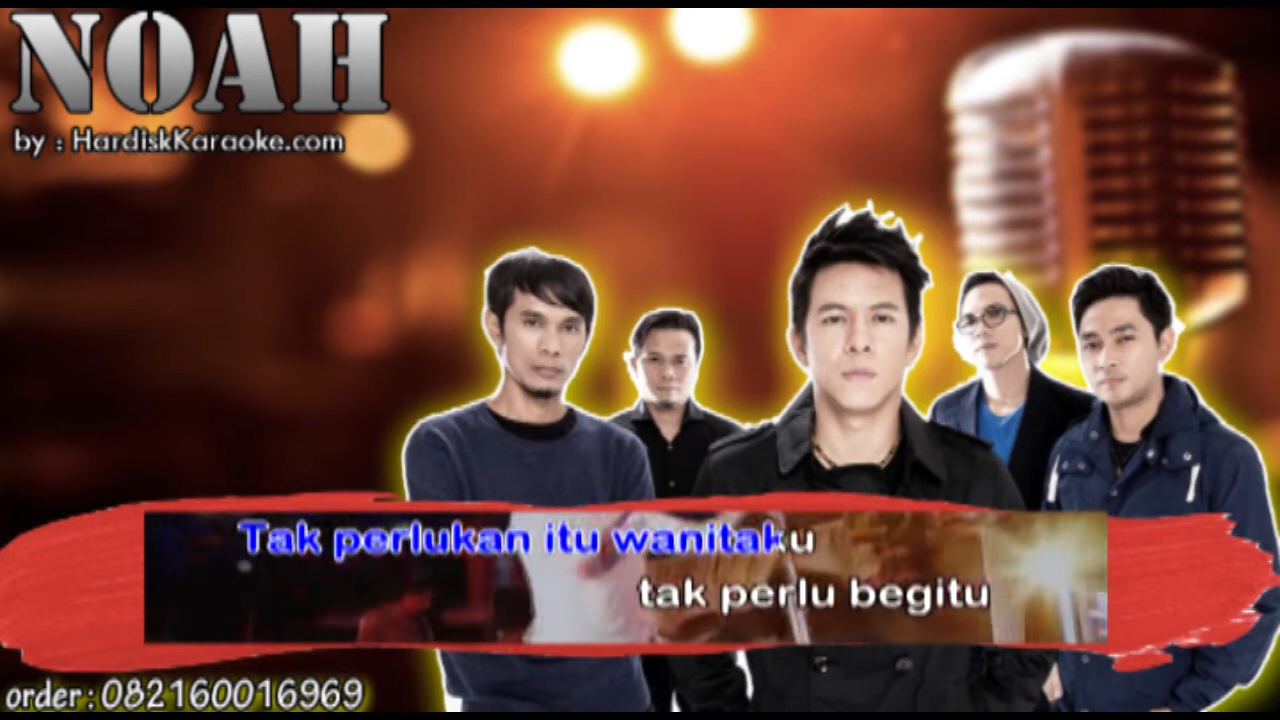 NOAH
by : HardiskKaraoke.com
Tak perlukan itu wanitaku
tak perlu begitu
order : 082160016969